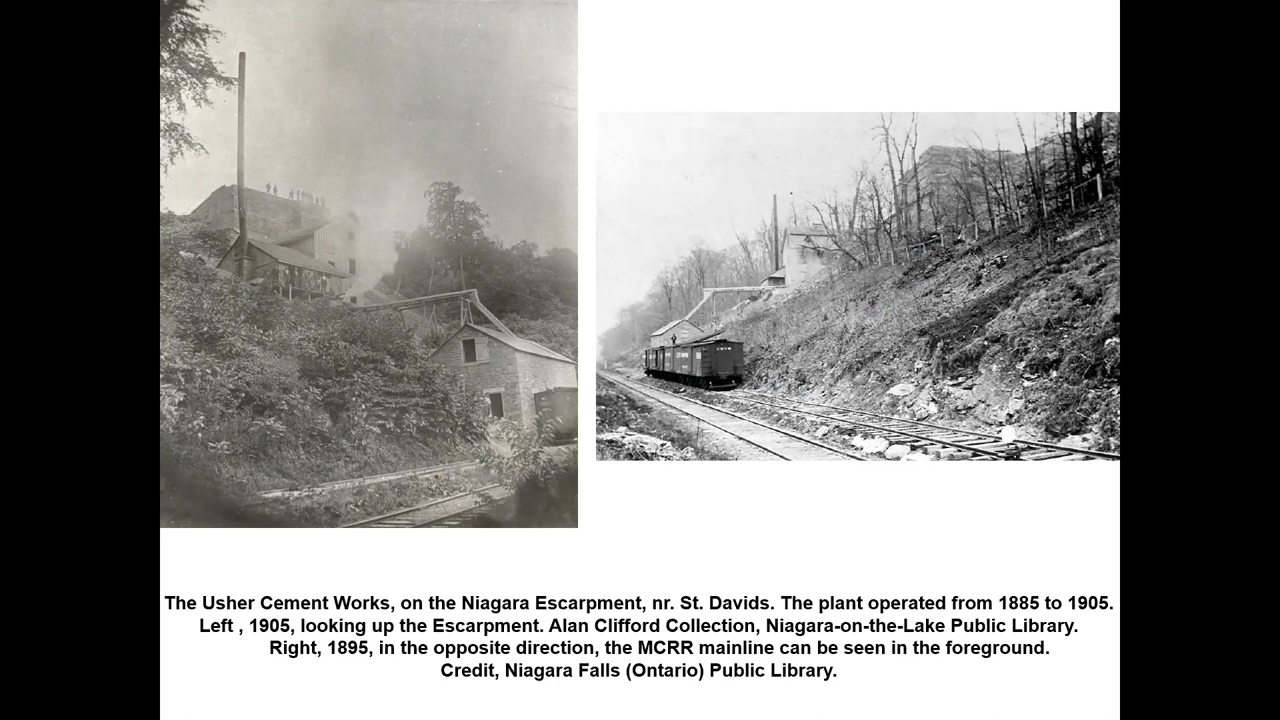 The Usher Cement Works, on the Niagara Escarpment, nr. St. Davids. The plant operated from 1885 to 1905.
Left , 1905, looking up the Escarpment. Alan Clifford Collection, Niagara-on-the-Lake Public Library.
Right, 1895, in the opposite direction, the MCRR mainline can be seen in the foreground.
Credit, Niagara Falls (Ontario) Public Library.